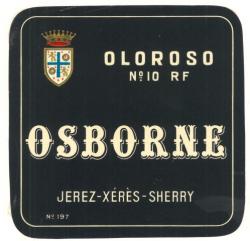 OLOROSO
Nº10 RF
OSBORNE
JEREZ-XÉRÈS-SHERRY
Nº 197